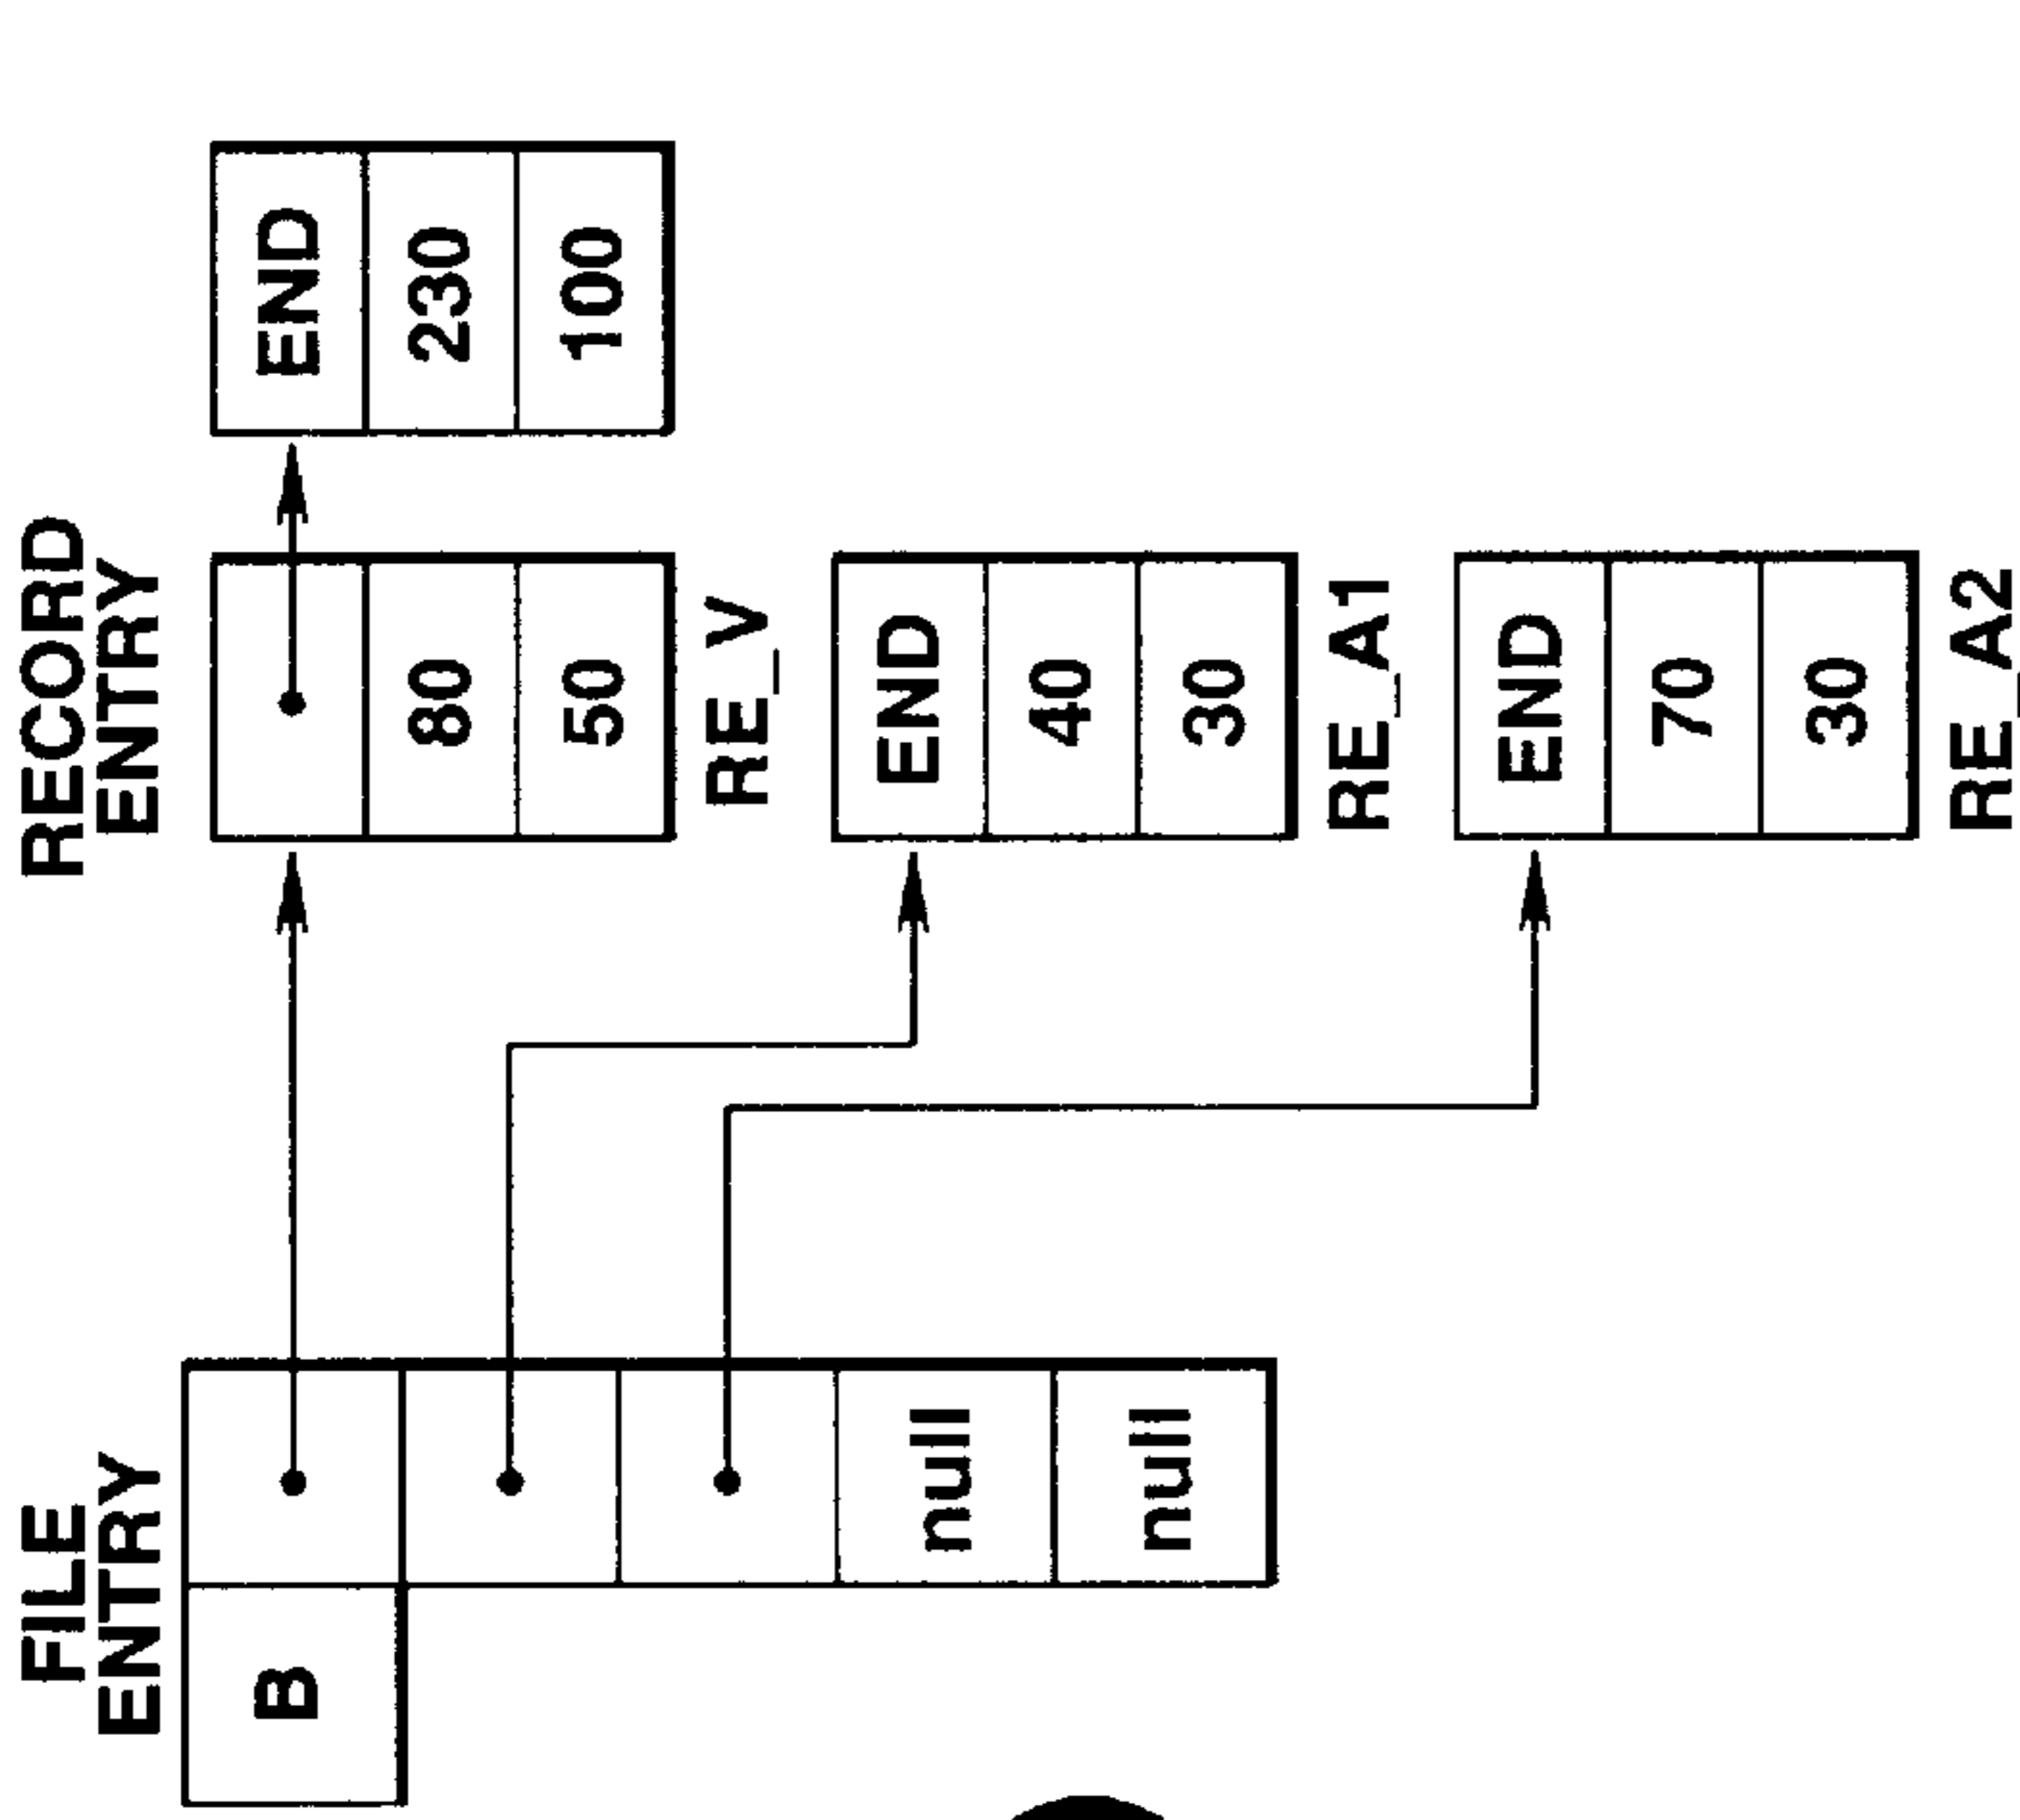 FILE
ENTRY
RECORD
ENTRY
B
END
80
230
50
100
RE_V
null
END
40
30
null
RE_A1
END
70
30
RE_A2